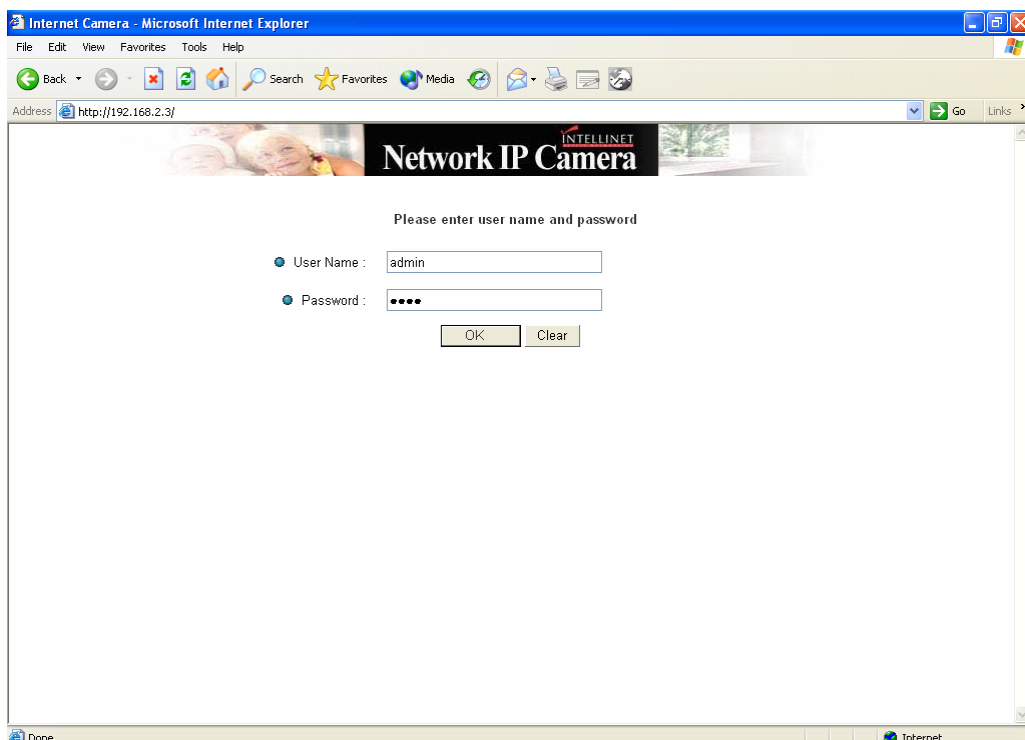 Internet Camera - Microsoft Internet Explorer
File Edit View Favorites Tools Help
Back Search Favorites Media
Address http://192.168.2.3/ Go Links »
INTELLINET
Network IP Camera
Please enter user name and password
User Name : admin
Password : ••••
OK Clear
Done Internet